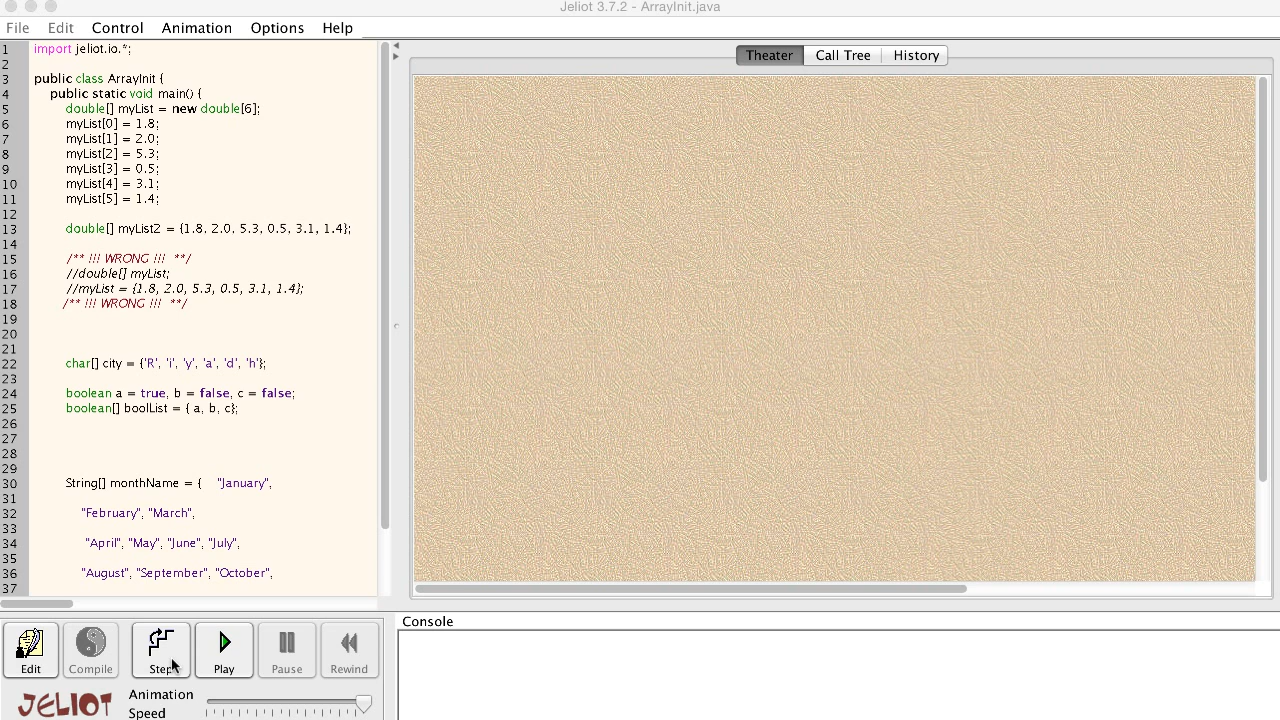 Jeliot 3.7.2 - ArrayInit.java
File Edit Control Animation Options Help
Theater Call Tree History
1 import jeliot.io.*;
2
3 public class ArrayInit {
4 public static void main() {
5 double[] myList = new double[6];
6 myList[0] = 1.8;
7 myList[1] = 2.0;
8 myList[2] = 5.3;
9 myList[3] = 0.5;
10 myList[4] = 3.1;
11 myList[5] = 1.4;
12
13 double[] myList2 = {1.8, 2.0, 5.3, 0.5, 3.1, 1.4};
14
15 /** !!! WRONG !!! **/
16 //double[] myList;
17 //myList = {1.8, 2.0, 5.3, 0.5, 3.1, 1.4};
18 /** !!! WRONG !!! **/
19
20
21
22 char[] city = {'R', 'i', 'y', 'a', 'd', 'h'};
23
24 boolean a = true, b = false, c = false;
25 boolean[] boolList = { a, b, c};
26
27
28
29
30 String[] monthName = { "January",
31
32 "February", "March",
33
34 "April", "May", "June", "July",
35
36 "August", "September", "October",
37
Console
Edit Compile Step Play Pause Rewind
JELIOT
Animation
Speed